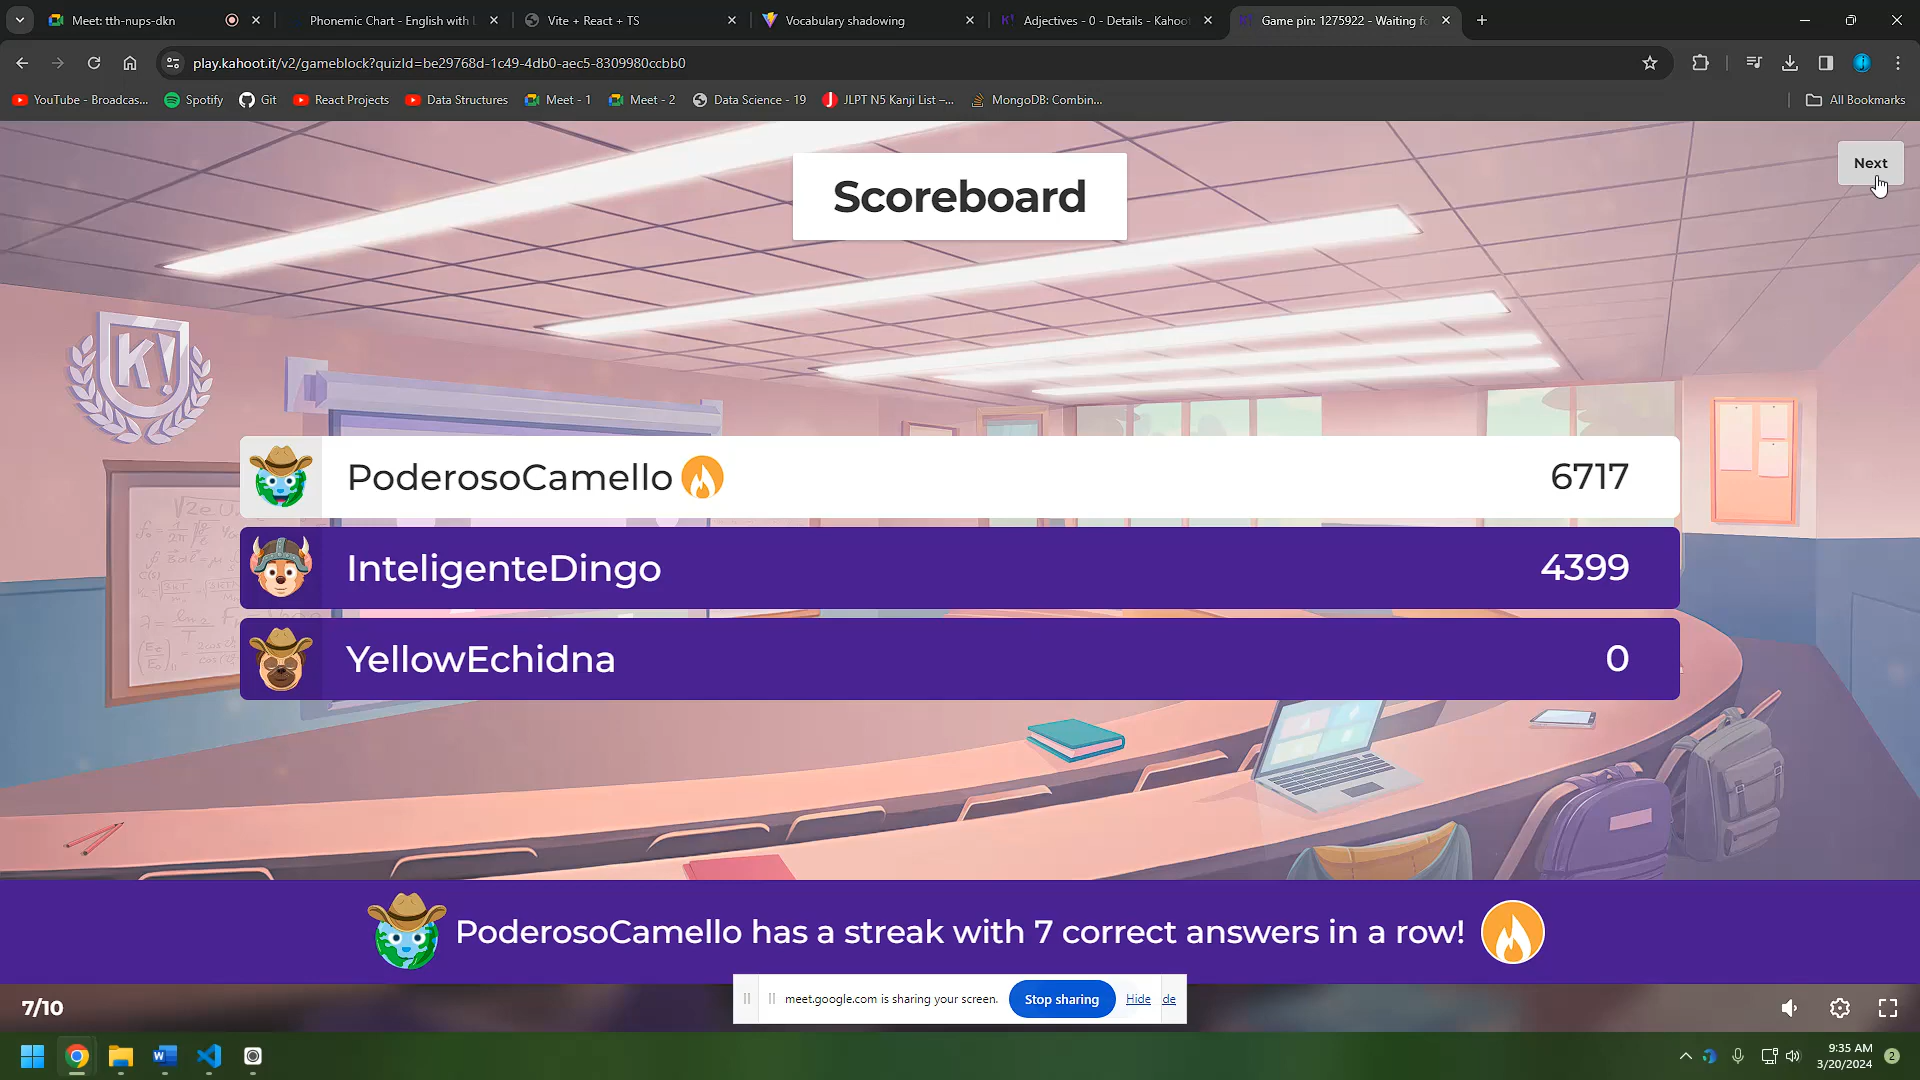 Meet: tth-nups-dkn
Phonemic Chart - English with
Vite + React + TS
Vocabulary shadowing
Adjectives - 0 - Details - Kahoot
Game pin: 1275922 - Waiting fo
play.kahoot.it/v2/gameblock?quizId=be29768d-1c49-4db0-aec5-8309980ccbb0
YouTube - Broadcas...
Spotify
Git
React Projects
Data Structures
Meet - 1
Meet - 2
Data Science - 19
JLPT N5 Kanji List –...
MongoDB: Combin...
All Bookmarks
Next
Scoreboard
K!
PoderosoCamello 6717
InteligenteDingo 4399
YellowEchidna 0
PoderosoCamello has a streak with 7 correct answers in a row!
7/10
meet.google.com is sharing your screen.
Stop sharing
Hide
de
9:35 AM
3/20/2024
2